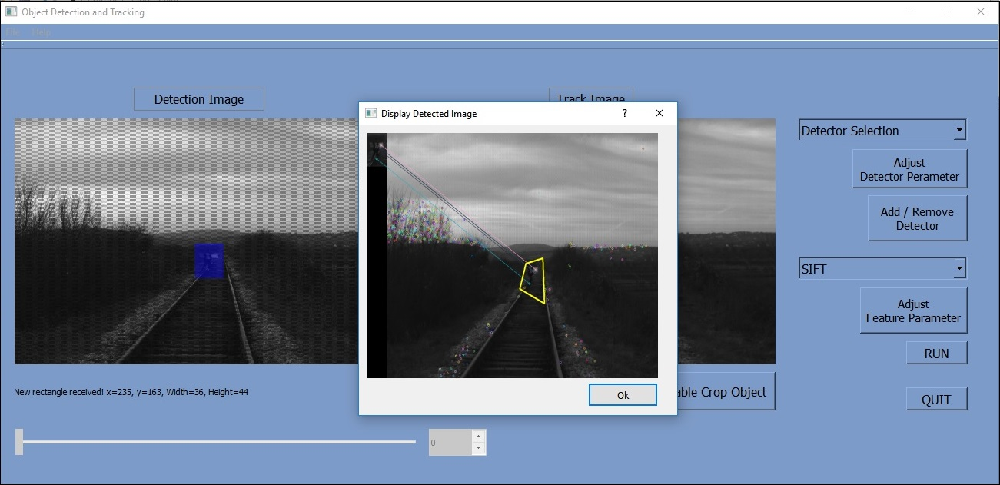 Object Detection and Tracking
File Help
Detection Image
Track Image
Display Detected Image
?
Detector Selection
Adjust
Detector Perameter
Add / Remove
Detector
SIFT
Adjust
Feature Parameter
RUN
Ok
able Crop Object
New rectangle received! x=235, y=163, Width=36, Height=44
QUIT
0